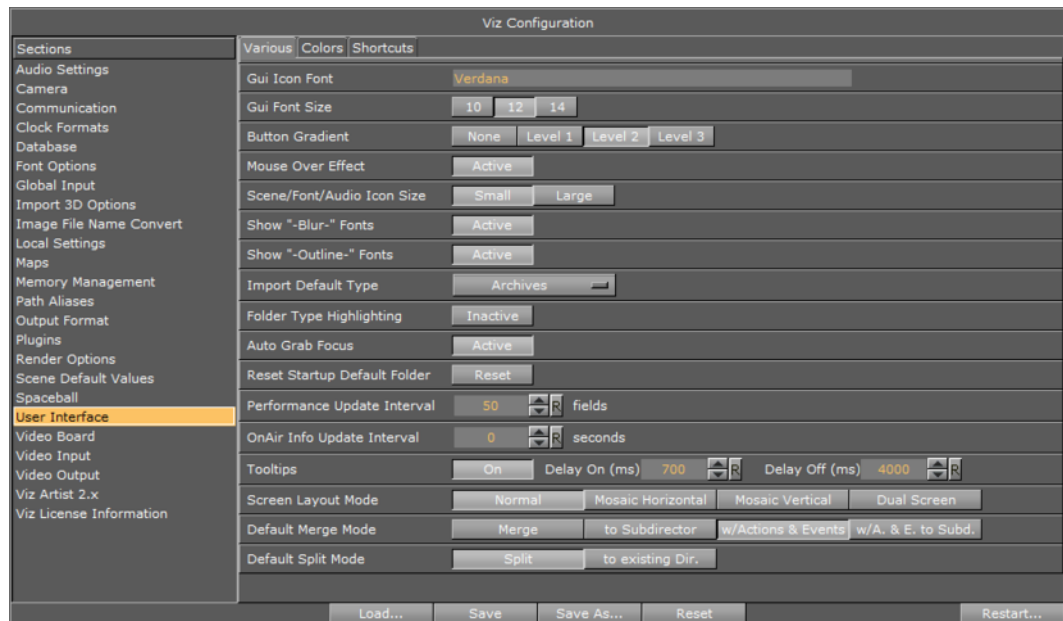 Viz Configuration
Sections
Audio Settings
Camera
Communication
Clock Formats
Database
Font Options
Global Input
Import 3D Options
Image File Name Convert
Local Settings
Maps
Memory Management
Path Aliases
Output Format
Plugins
Render Options
Scene Default Values
Spaceball
User Interface
Video Board
Video Input
Video Output
Viz Artist 2.x
Viz License Information
Various Colors Shortcuts
Gui Icon Font Verdana
Gui Font Size 10 12 14
Button Gradient None Level 1 Level 2 Level 3
Mouse Over Effect Active
Scene/Font/Audio Icon Size Small Large
Show "-Blur-" Fonts Active
Show "-Outline-" Fonts Active
Import Default Type Archives
Folder Type Highlighting Inactive
Auto Grab Focus Active
Reset Startup Default Folder Reset
Performance Update Interval 50 R fields
OnAir Info Update Interval 0 R seconds
Tooltips On Delay On (ms) 700 R Delay Off (ms) 4000 R
Screen Layout Mode Normal Mosaic Horizontal Mosaic Vertical Dual Screen
Default Merge Mode Merge to Subdirector w/Actions & Events w/A. & E. to Subd.
Default Split Mode Split to existing Dir.
Load... Save Save As... Reset Restart...